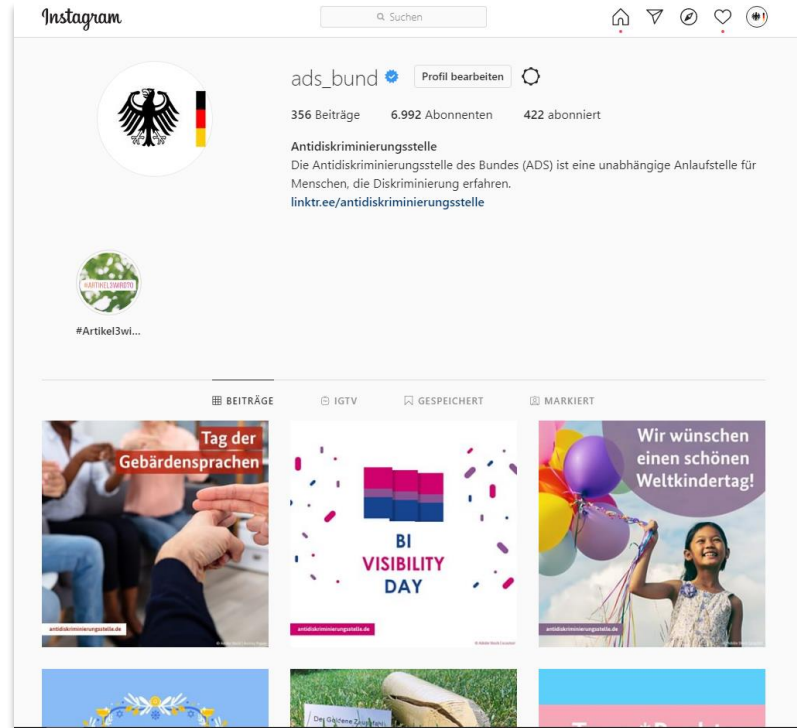 Instagram
Suchen
ads_bund Profil bearbeiten
356 Beiträge 6.992 Abonnenten 422 abonniert
Antidiskriminierungsstelle
Die Antidiskriminierungsstelle des Bundes (ADS) ist eine unabhängige Anlaufstelle für
Menschen, die Diskriminierung erfahren.
linktr.ee/antidiskriminierungsstelle
#ARTIKEL3WIRD70
#Artikel3wi...
BEITRÄGE IGTV GESPEICHERT MARKIERT
Tag der
Gebärdensprachen
antidiskriminierungsstelle.de
BI
VISIBILITY
DAY
antidiskriminierungsstelle.de
Wir wünschen
einen schönen
Weltkindertag!
antidiskriminierungsstelle.de